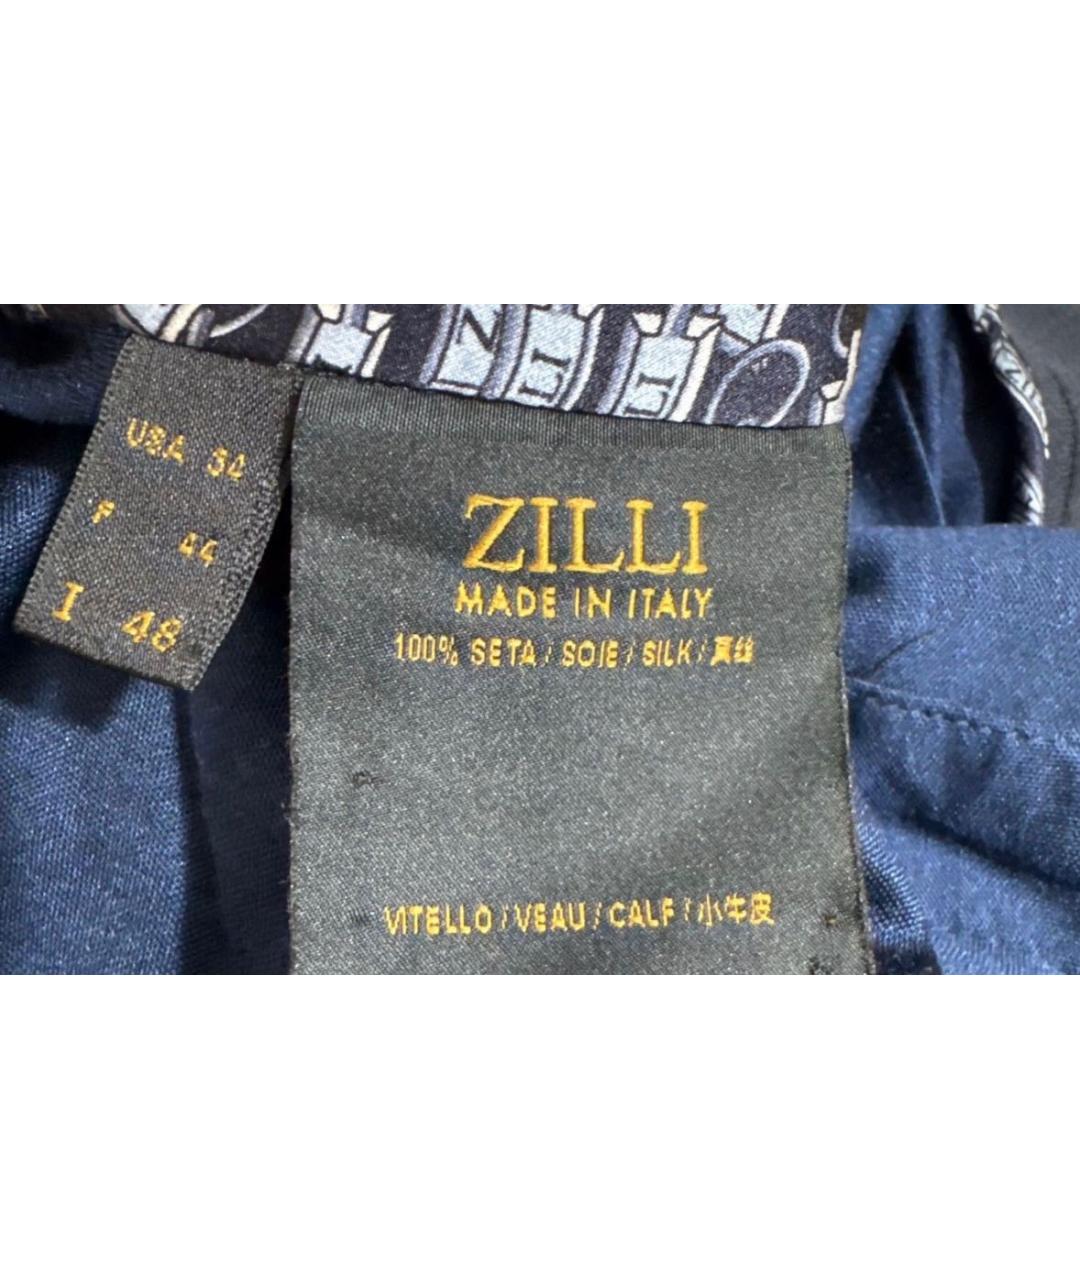 USA 34
F 44
I 48
ZILLI
MADE IN ITALY
100% SETA / SOIE / SILK / 真丝
VITELLO / VEAU / CALF / 小牛皮